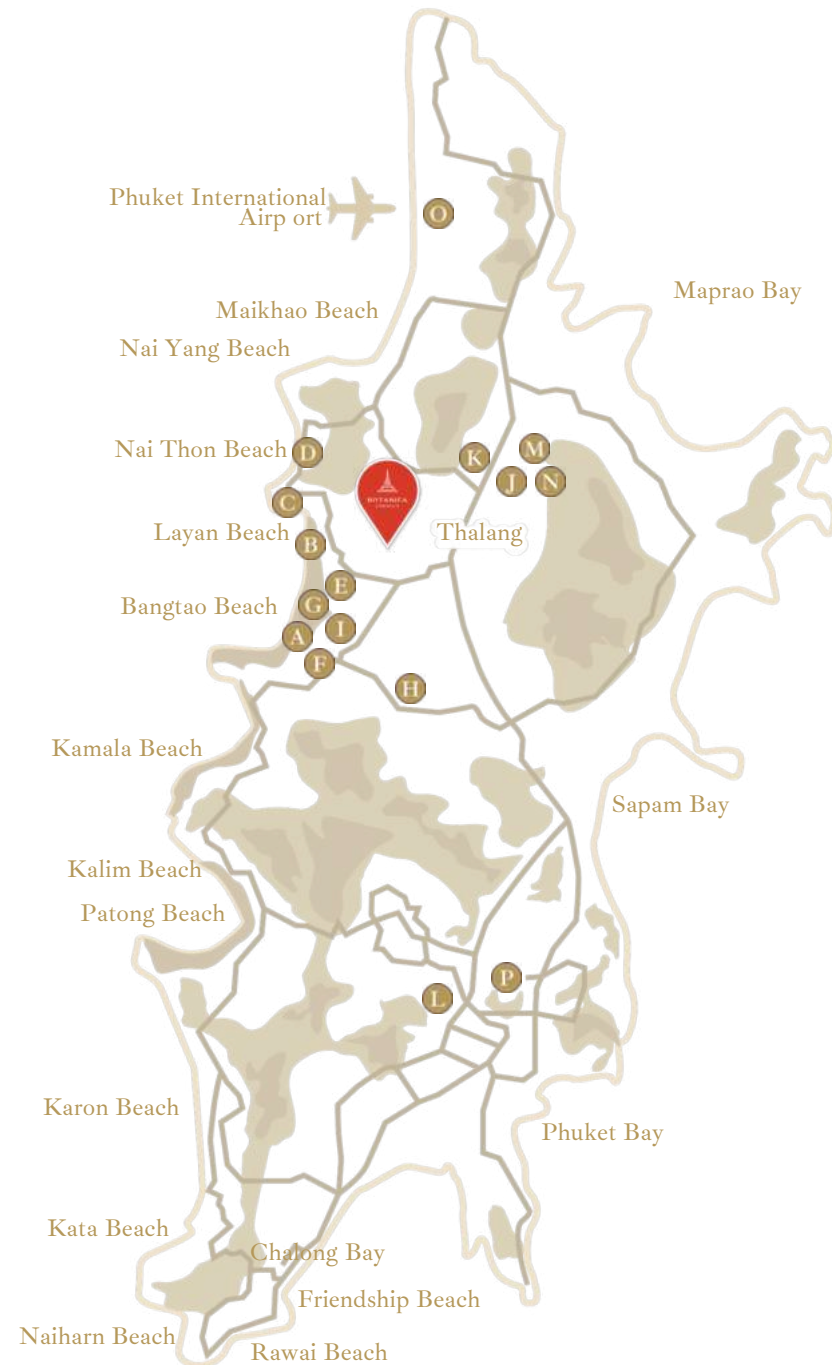 Phuket International
Airp ort
O
Maprao Bay
Maikhao Beach
Nai Yang Beach
Nai Thon Beach
D
K
M
J
N
C
BOTANICA
Layan Beach
B
Thalang
E
Bangtao Beach
G
I
A
F
H
Kamala Beach
Sapam Bay
Kalim Beach
Patong Beach
P
L
Karon Beach
Phuket Bay
Kata Beach
Chalong Bay
Friendship Beach
Naiharn Beach
Rawai Beach